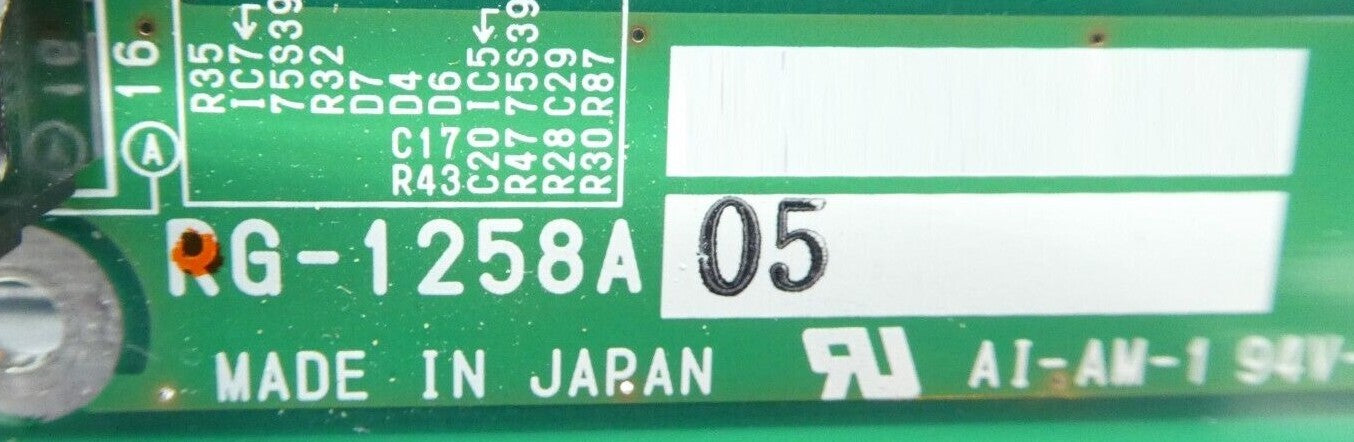 16
A
R35
IC7←
75S39
R32
D7
D4
D6
IC5←
75S39
C29
R87
C17
C20
R47
R28
R30
R43
RG-1258A 05
MADE IN JAPAN
AI-AM-1 94V-